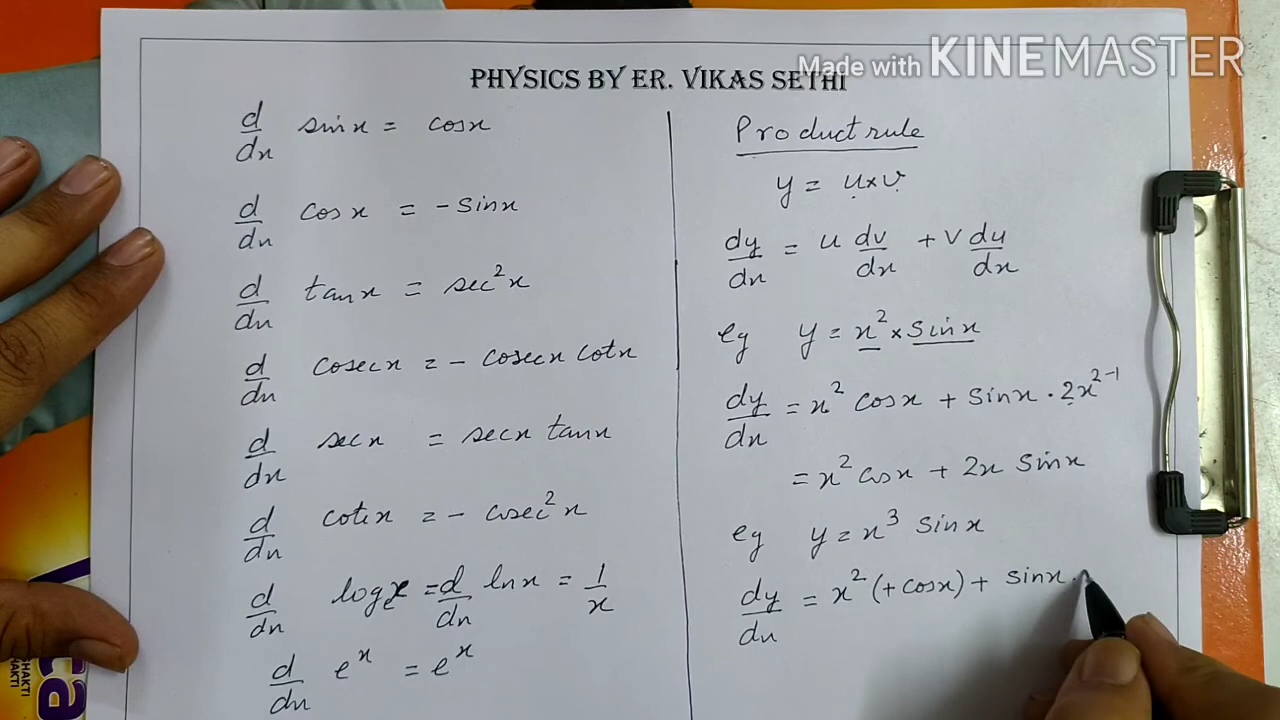 Made with KINEMASTER
PHYSICS BY ER. VIKAS SETHI
d/dx sinx = cosx
d/dx cosx = - sinx
d/dx tanx = sec²x
d/dx cosecx = - cosecx cotx
d/dx secx = secx tanx
d/dx cotx = - cosec²x
d/dx logₑx = d/dx lnx = 1/x
d/dx eˣ = eˣ
Product rule
y = u×v
dy/dx = u dv/dx + v du/dx
eg y = x² × sinx
dy/dx = x² cosx + sinx · 2x²⁻¹
= x² cosx + 2x sinx
eg y = x³ sinx
dy/dx = x² (+ cosx) + sinx ·
SHAKTI
BHAKTI